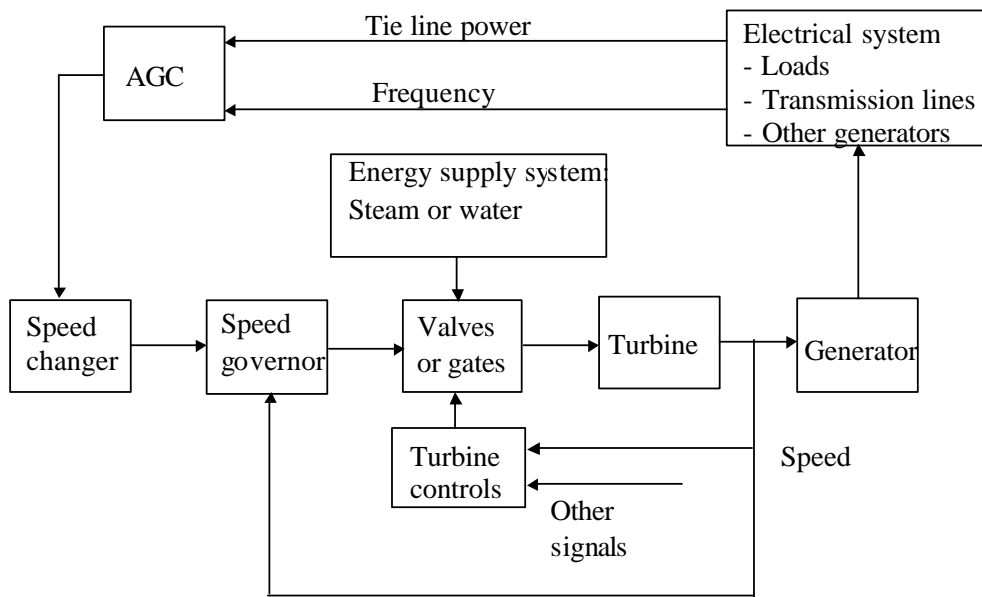 Tie line power
Electrical system
- Loads
- Transmission lines
- Other generators
AGC
Frequency
Energy supply system:
Steam or water
Speed
changer
Speed
governor
Valves
or gates
Turbine
Generator
Turbine
controls
Speed
Other
signals